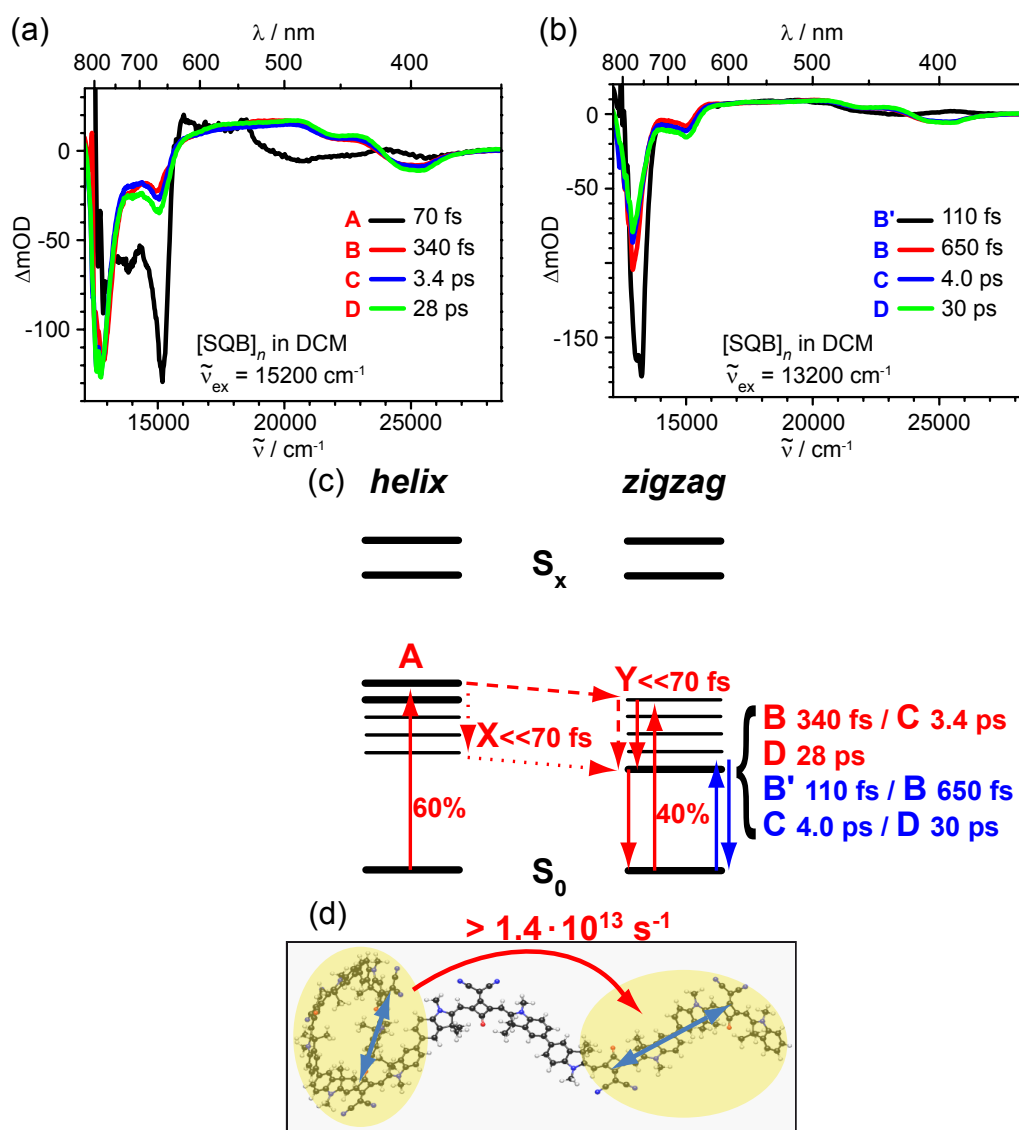 (a)
λ / nm
800 700 600 500 400
0
-50
-100
ΔmOD
A 70 fs
B 340 fs
C 3.4 ps
D 28 ps
[SQB]n in DCM
ν̃ex = 15200 cm-1
15000 20000 25000
ν̃ / cm-1
(b)
λ / nm
800 700 600 500 400
0
-50
-150
ΔmOD
B' 110 fs
B 650 fs
C 4.0 ps
D 30 ps
[SQB]n in DCM
ν̃ex = 13200 cm-1
15000 20000 25000
ν̃ / cm-1
(c)
helix
zigzag
Sx
A
Y<<70 fs
X<<70 fs
60%
40%
B 340 fs / C 3.4 ps
D 28 ps
B' 110 fs / B 650 fs
C 4.0 ps / D 30 ps
S0
(d)
> 1.4 · 1013 s-1